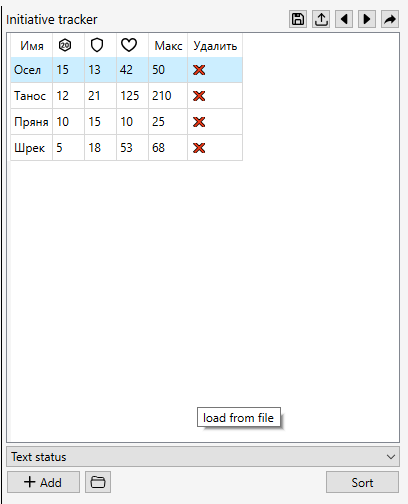 Initiative tracker
Имя 20 Макс Удалить
Осел 15 13 42 50
Танос 12 21 125 210
Пряня 10 15 10 25
Шрек 5 18 53 68
load from file
Text status
Add Sort